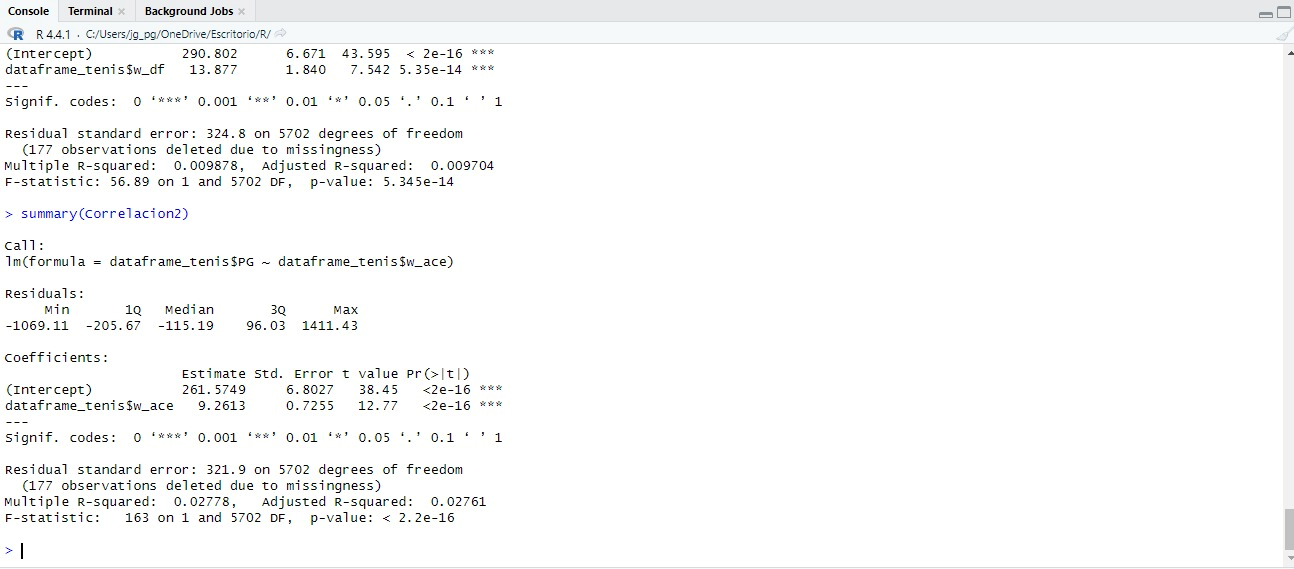 Console Terminal × Background Jobs ×
R R 4.4.1 · C:/Users/jg_pg/OneDrive/Escritorio/R/
(Intercept) 290.802 6.671 43.595 < 2e-16 ***
dataframe_tenis$w_df 13.877 1.840 7.542 5.35e-14 ***
---
Signif. codes: 0 ‘***’ 0.001 ‘**’ 0.01 ‘*’ 0.05 ‘.’ 0.1 ‘ ’ 1
Residual standard error: 324.8 on 5702 degrees of freedom
(177 observations deleted due to missingness)
Multiple R-squared: 0.009878, Adjusted R-squared: 0.009704
F-statistic: 56.89 on 1 and 5702 DF, p-value: 5.345e-14
> summary(Correlacion2)
Call:
lm(formula = dataframe_tenis$PG ~ dataframe_tenis$w_ace)
Residuals:
Min 1Q Median 3Q Max
-1069.11 -205.67 -115.19 96.03 1411.43
Coefficients:
Estimate Std. Error t value Pr(>|t|)
(Intercept) 261.5749 6.8027 38.45 <2e-16 ***
dataframe_tenis$w_ace 9.2613 0.7255 12.77 <2e-16 ***
---
Signif. codes: 0 ‘***’ 0.001 ‘**’ 0.01 ‘*’ 0.05 ‘.’ 0.1 ‘ ’ 1
Residual standard error: 321.9 on 5702 degrees of freedom
(177 observations deleted due to missingness)
Multiple R-squared: 0.02778, Adjusted R-squared: 0.02761
F-statistic: 163 on 1 and 5702 DF, p-value: < 2.2e-16
>